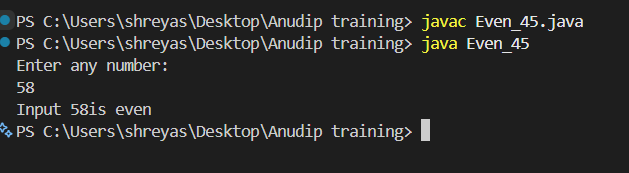 PS C:\Users\shreyas\Desktop\Anudip training> javac Even_45.java
PS C:\Users\shreyas\Desktop\Anudip training> java Even_45
Enter any number:
58
Input 58is even
PS C:\Users\shreyas\Desktop\Anudip training>